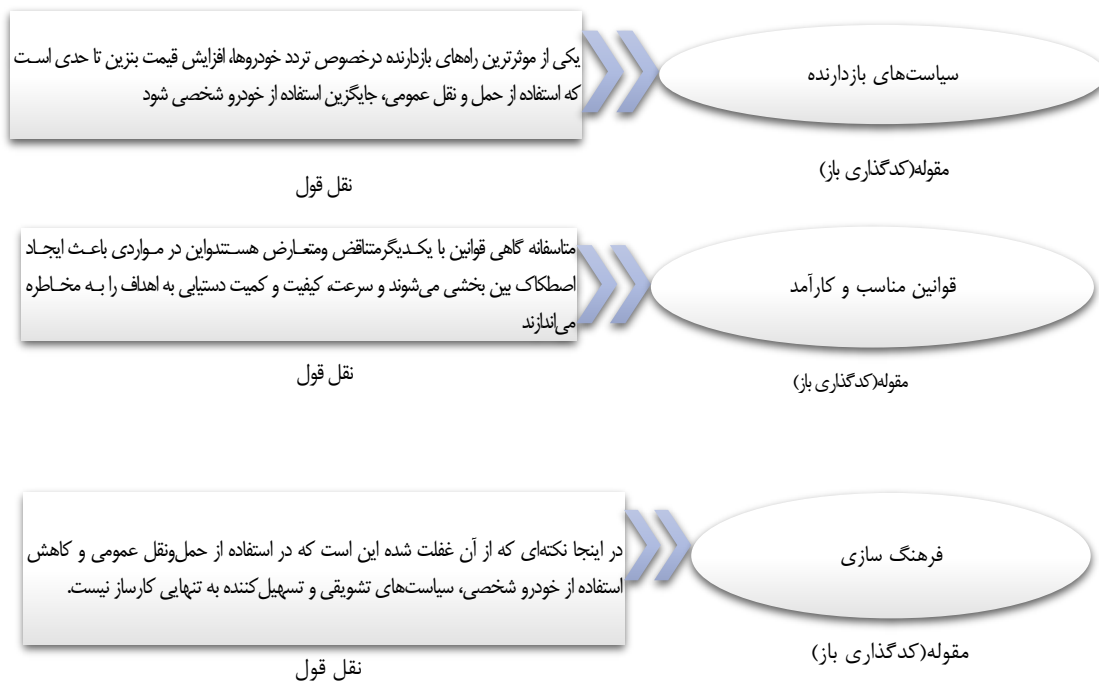 یکی از موثرترین راه‌های بازدارنده درخصوص تردد خودروها، افزایش قیمت بنزین تا حدی است
که استفاده از حمل و نقل عمومی، جایگزین استفاده از خودرو شخصی شود
سیاست‌های بازدارنده
نقل قول
مقوله(کدگذاری باز)
متاسفانه گاهی قوانین با یکدیگرمتناقض ومتعارض هستندواین در مواردی باعث ایجاد
اصطکاک بین بخشی می‌شوند و سرعت، کیفیت و کمیت دستیابی به اهداف را به مخاطره
می‌اندازند
قوانین مناسب و کارآمد
نقل قول
مقوله(کدگذاری باز)
در اینجا نکته‌ای که از آن غفلت شده این است که در استفاده از حمل‌ونقل عمومی و کاهش
استفاده از خودرو شخصی، سیاست‌های تشویقی و تسهیل‌کننده به تنهایی کارساز نیست.
فرهنگ سازی
نقل قول
مقوله(کدگذاری باز)